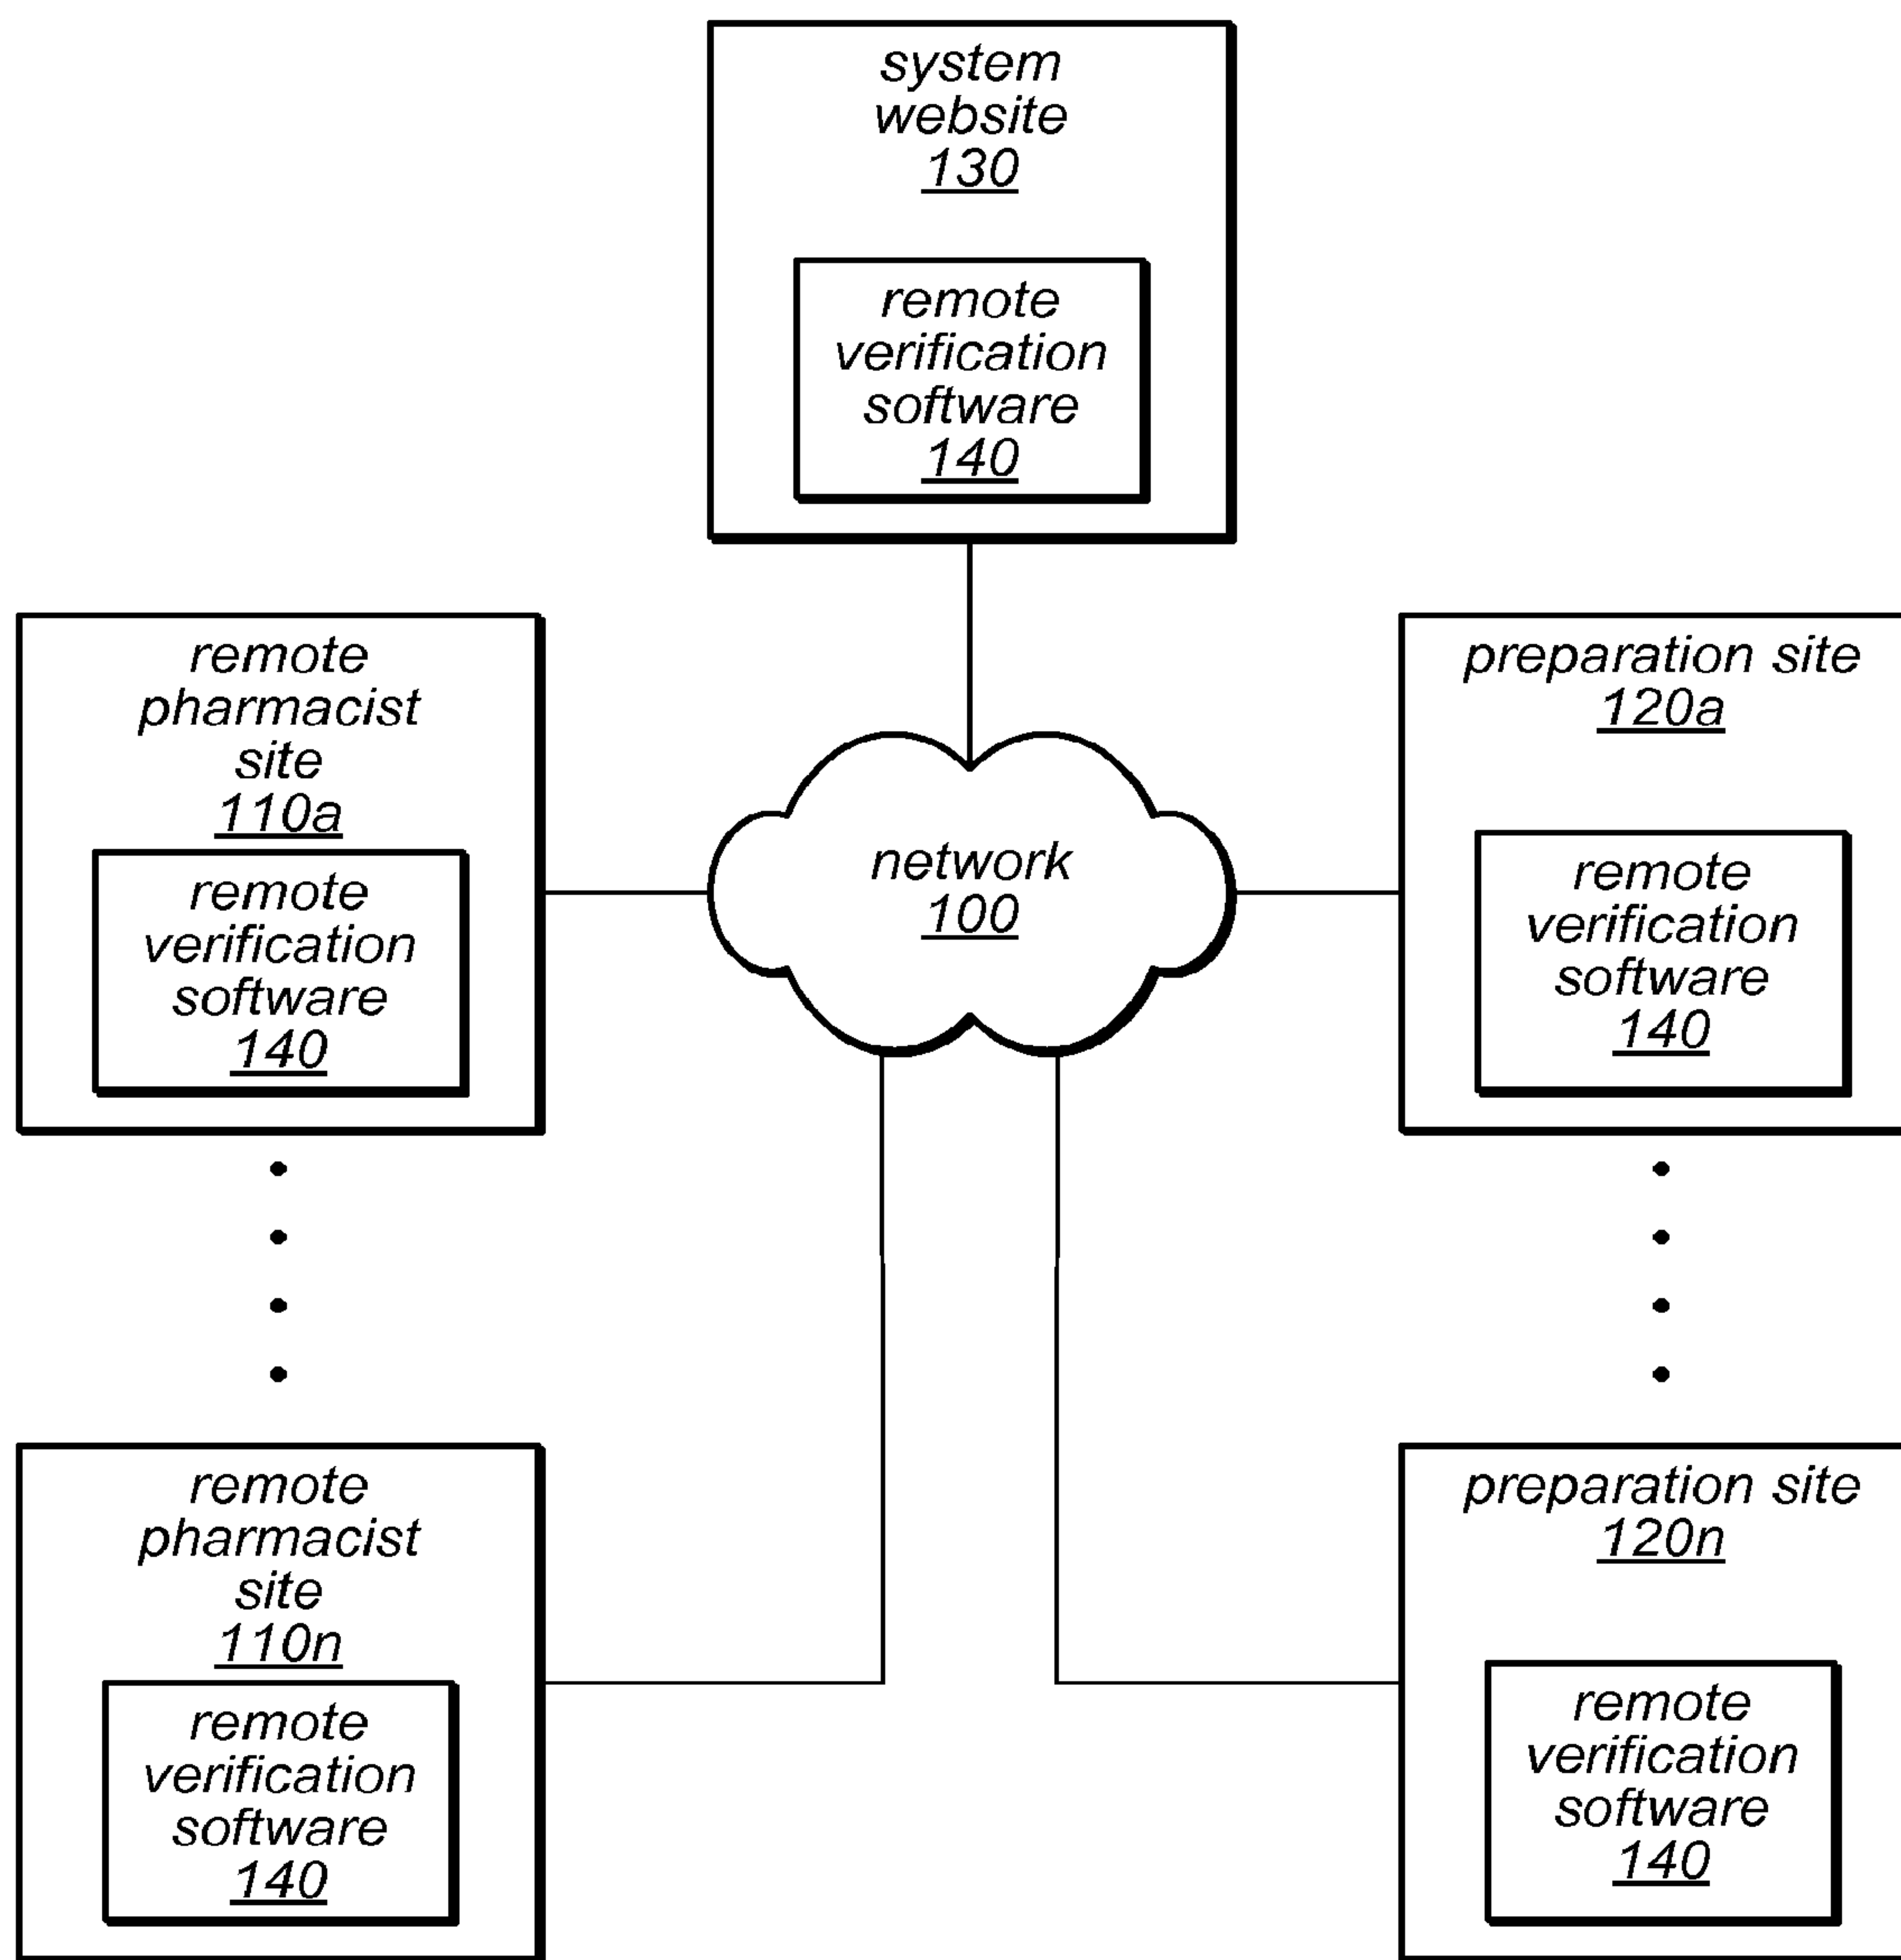 system
website
130
remote
verification
software
140
remote
pharmacist
site
110a
remote
verification
software
140
network
100
preparation site
120a
remote
verification
software
140
remote
pharmacist
site
110n
remote
verification
software
140
preparation site
120n
remote
verification
software
140